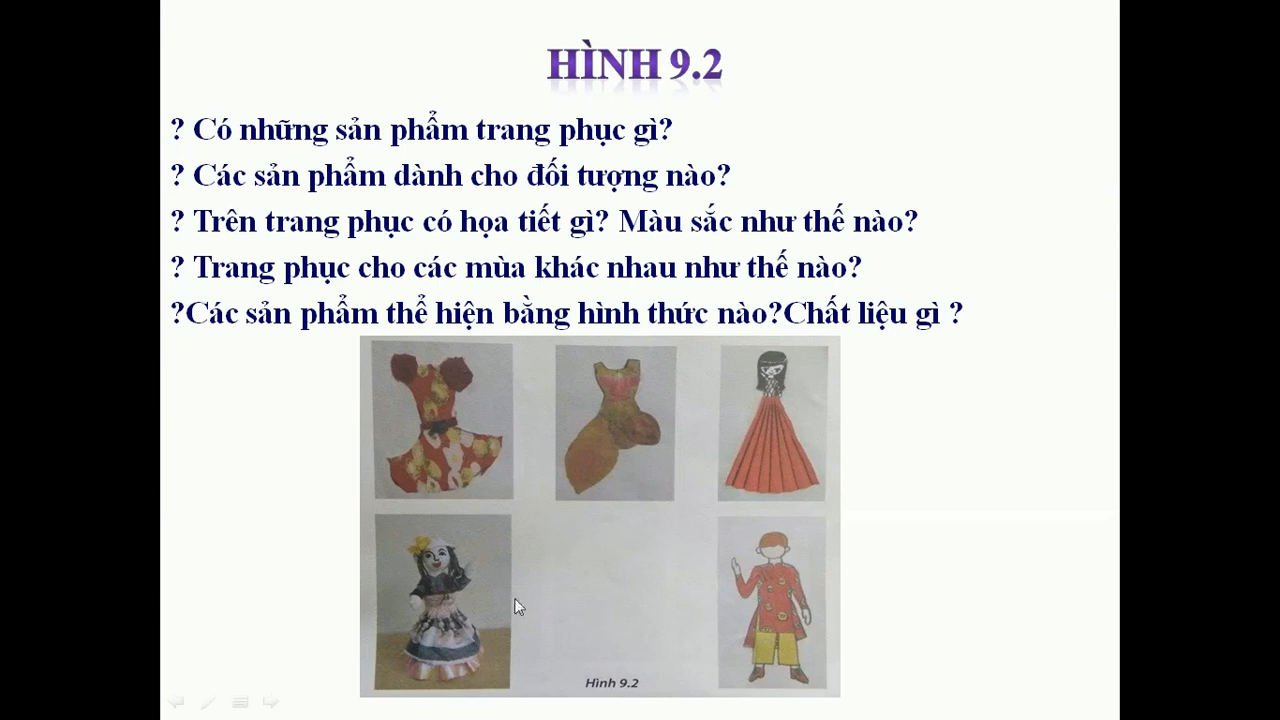 HÌNH 9.2
? Có những sản phẩm trang phục gì?
? Các sản phẩm dành cho đối tượng nào?
? Trên trang phục có họa tiết gì? Màu sắc như thế nào?
? Trang phục cho các mùa khác nhau như thế nào?
?Các sản phẩm thể hiện bằng hình thức nào?Chất liệu gì ?
Hình 9.2